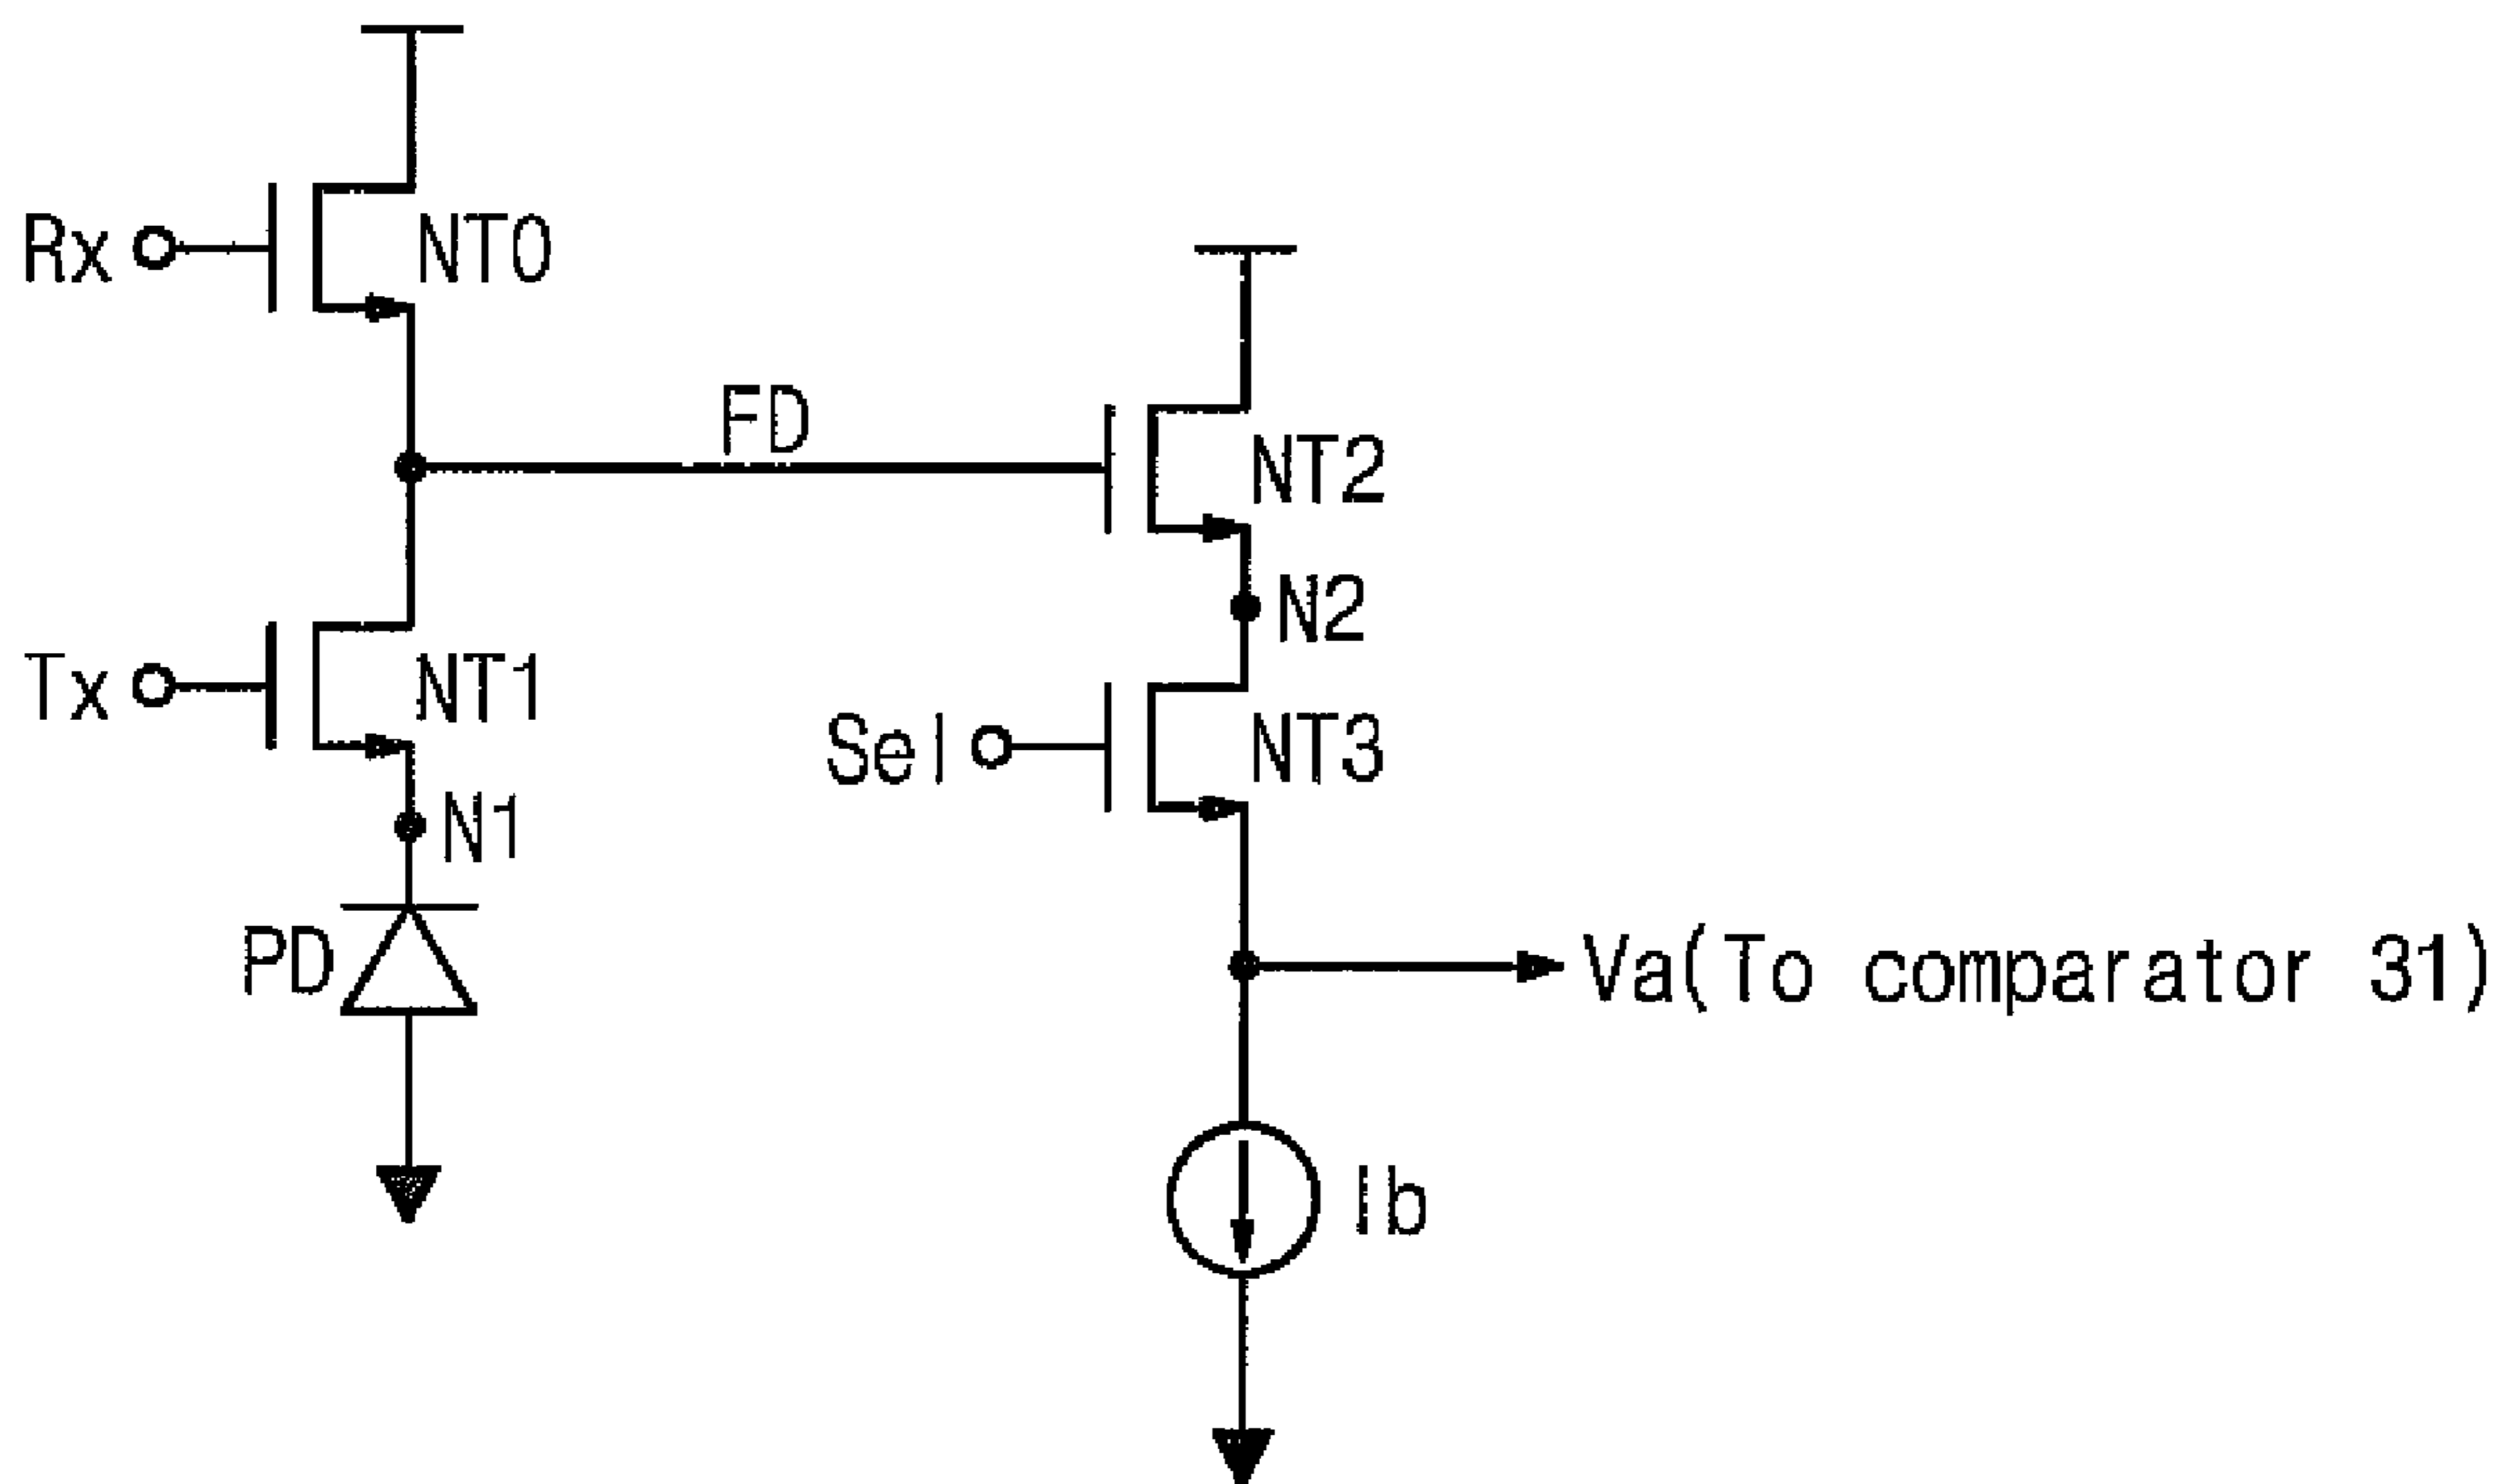 Rx
NT0
FD
NT2
N2
Tx
NT1
Sel
NT3
N1
PD
Va(To comparator 31)
Ib